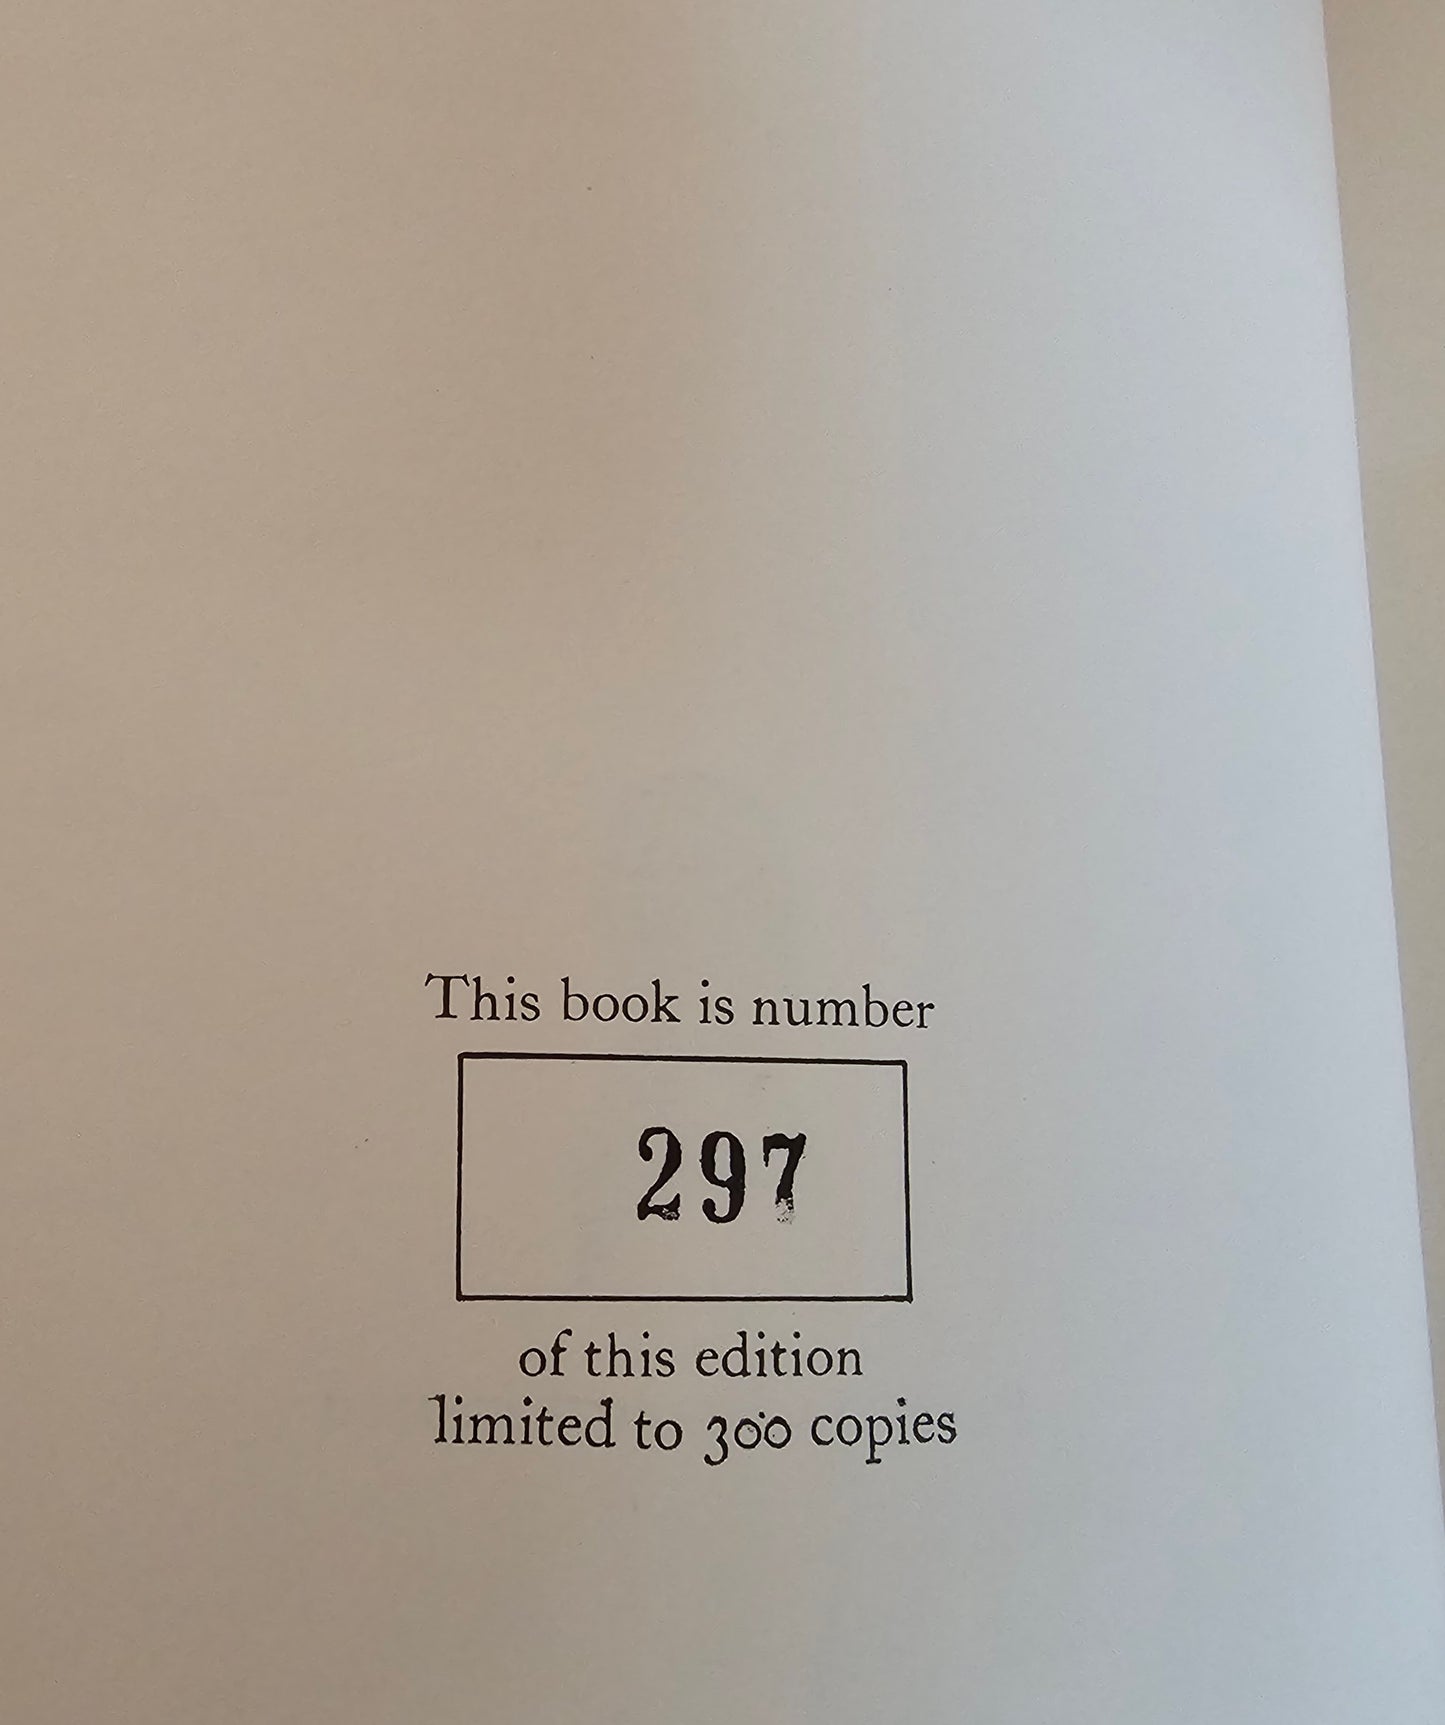 This book is number
297
of this edition
limited to 300 copies